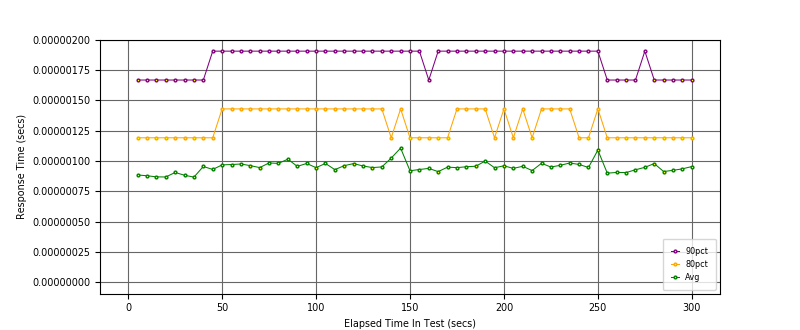 0.00000200
0.00000175
0.00000150
0.00000125
0.00000100
0.00000075
0.00000050
0.00000025
0.00000000
Response Time (secs)
90pct
80pct
Avg
0 50 100 150 200 250 300
Elapsed Time In Test (secs)